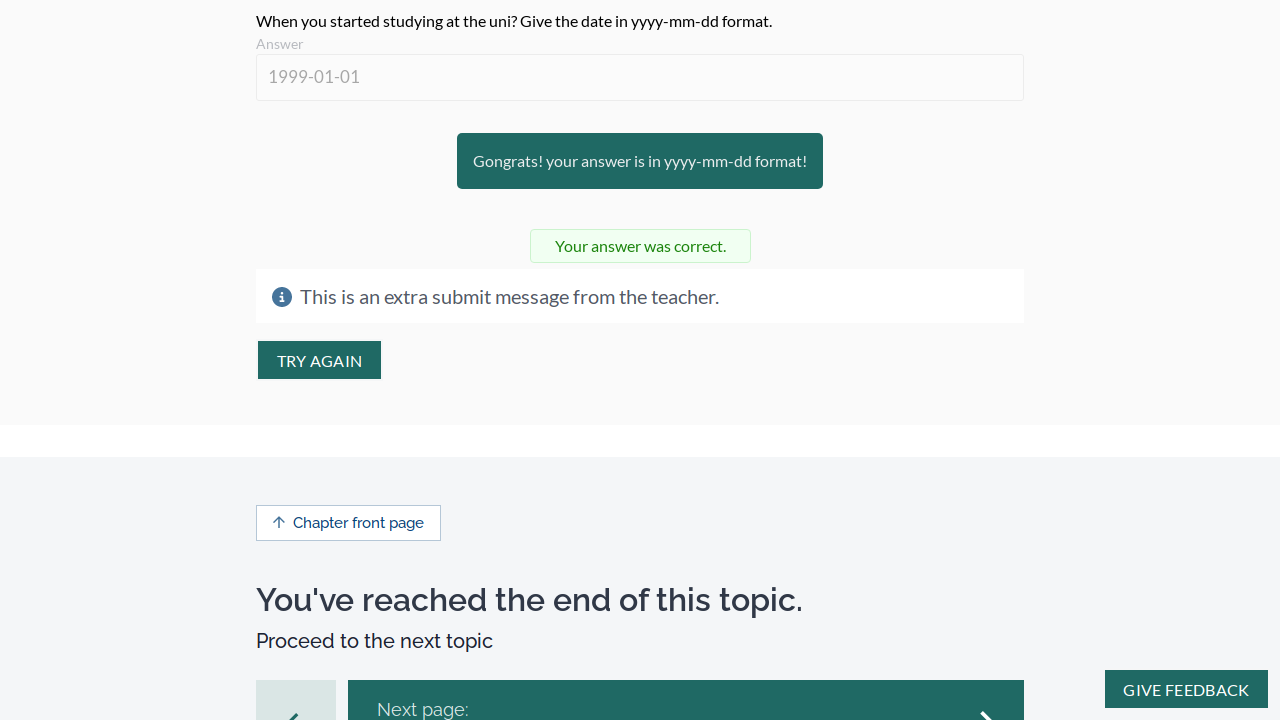 When you started studying at the uni? Give the date in yyyy-mm-dd format.
Answer
1999-01-01
Gongrats! your answer is in yyyy-mm-dd format!
Your answer was correct.
This is an extra submit message from the teacher.
TRY AGAIN
Chapter front page
You've reached the end of this topic.
Proceed to the next topic
GIVE FEEDBACK
Next page: